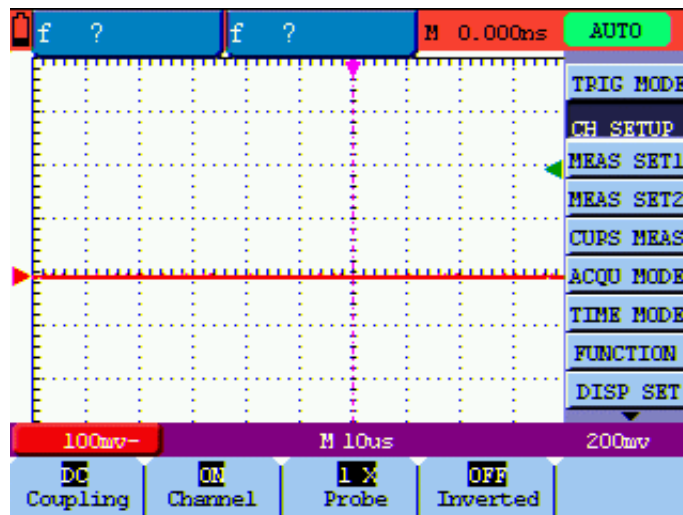 f ? f ? M 0.000ns AUTO
TRIG MODE
CH SETUP
MEAS SET1
MEAS SET2
CURS MEAS
ACQU MODE
TIME MODE
FUNCTION
DISP SET
100mv- M 10us 200mv
DC ON 1 X OFF
Coupling Channel Probe Inverted